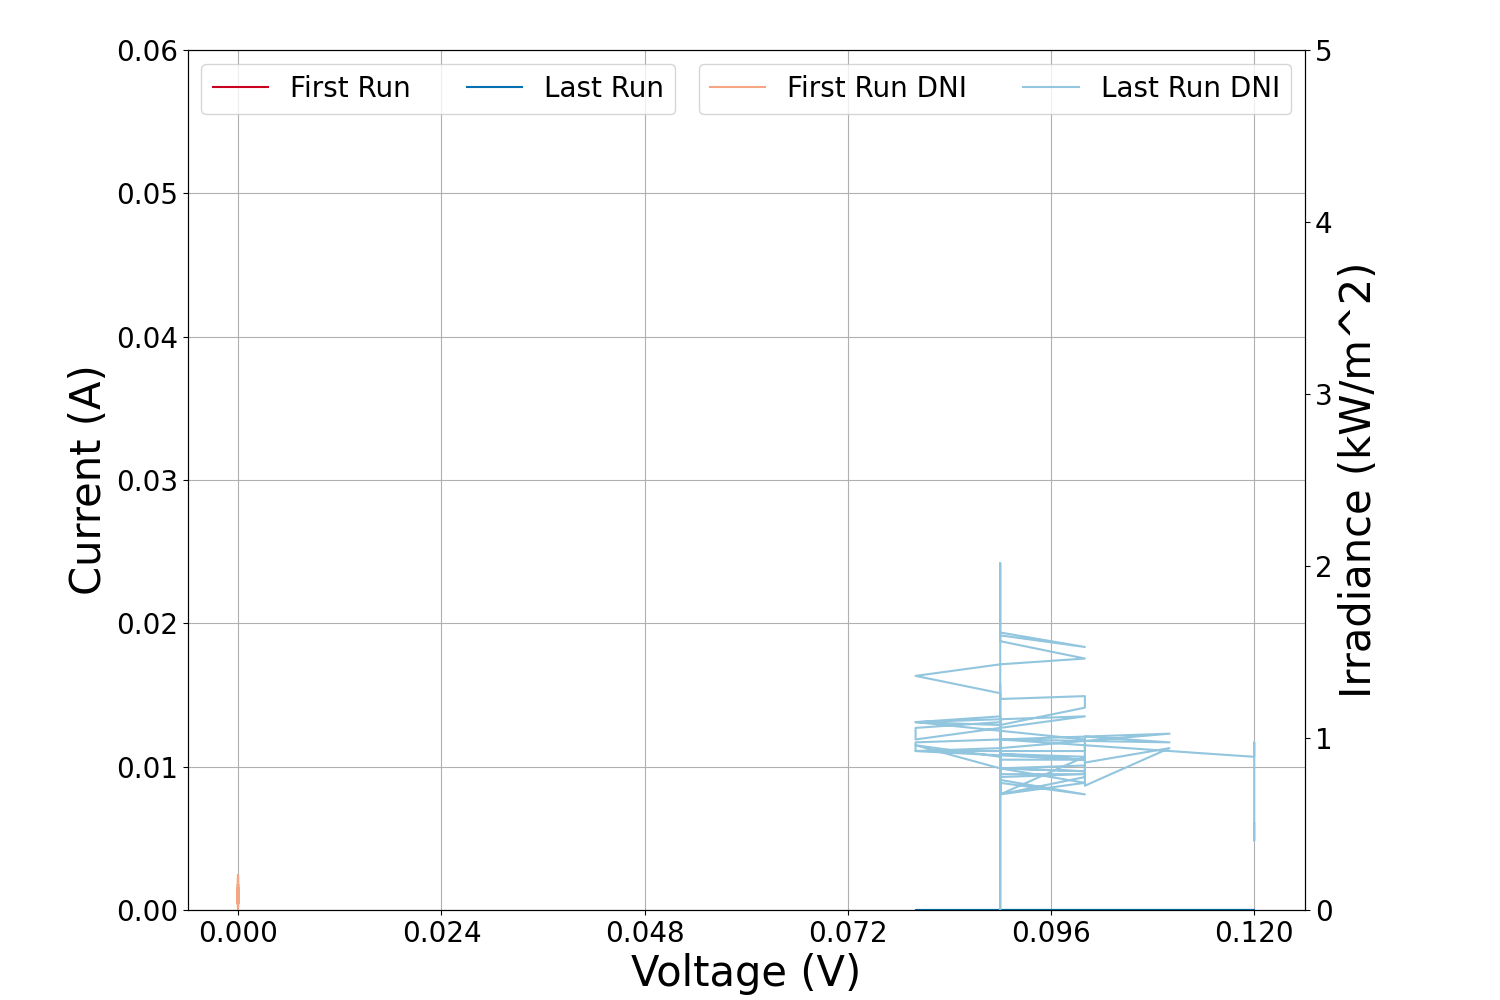 First Run
Last Run
First Run DNI
Last Run DNI
0.06
0.05
0.04
0.03
0.02
0.01
0.00
Current (A)
5
4
3
2
1
0
Irradiance (kW/m^2)
0.000
0.024
0.048
0.072
0.096
0.120
Voltage (V)